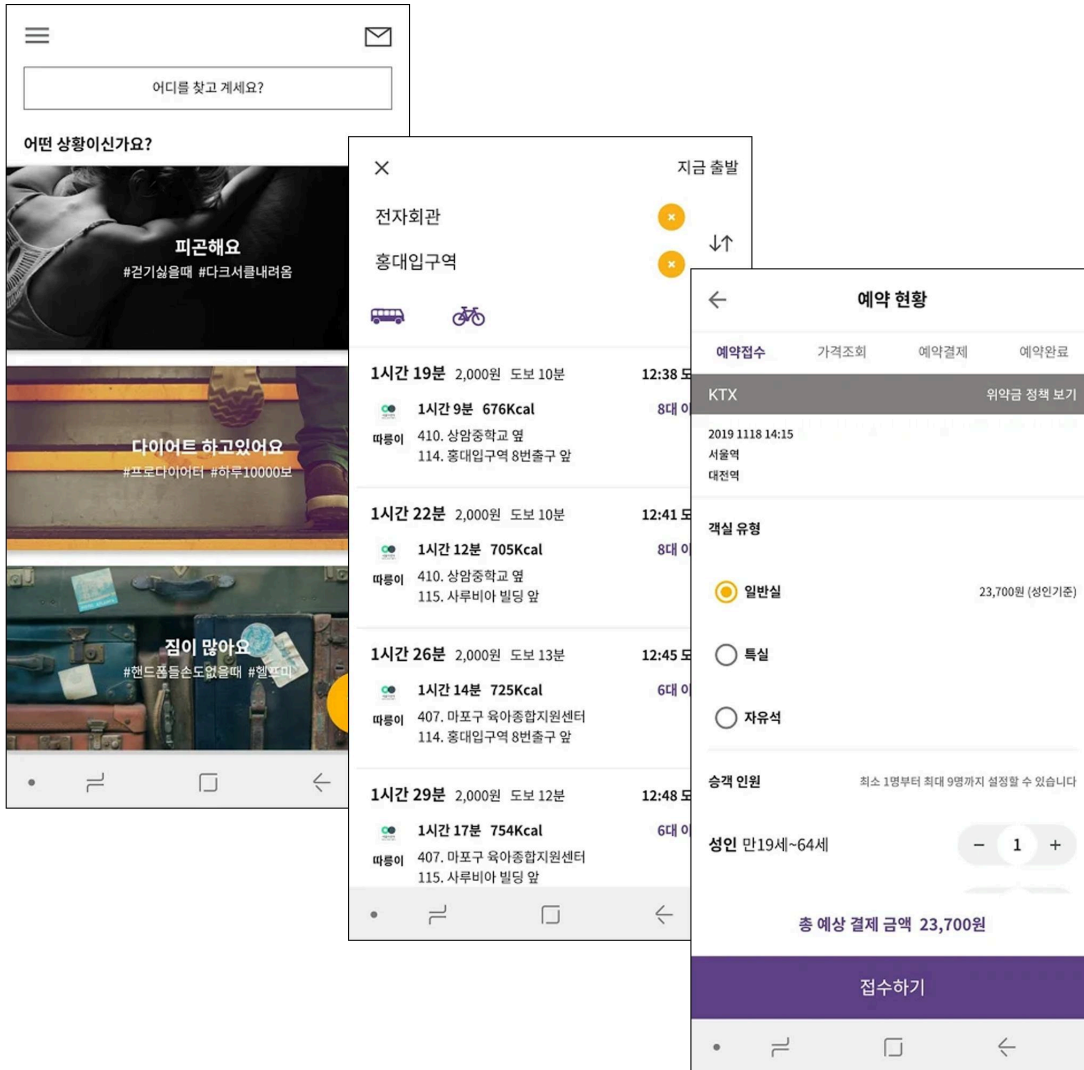 어디를 찾고 계세요?
어떤 상황이신가요?
피곤해요
#걷기싫을때 #다크서클내려옴
다이어트 하고있어요
#프로다이어터 #하루10000보
짐이 많아요
#핸드폰들손도없을때 #헬프미
지금 출발
전자회관
홍대입구역
1시간 19분 2,000원 도보 10분 12:38
1시간 9분 676Kcal 8대
따릉이
410. 상암중학교 옆
114. 홍대입구역 8번출구 앞
1시간 22분 2,000원 도보 10분 12:41
1시간 12분 705Kcal 8대
따릉이
410. 상암중학교 옆
115. 사루비아 빌딩 앞
1시간 26분 2,000원 도보 13분 12:45
1시간 14분 725Kcal 6대
따릉이
407. 마포구 육아종합지원센터
114. 홍대입구역 8번출구 앞
1시간 29분 2,000원 도보 12분 12:48
1시간 17분 754Kcal 6대
따릉이
407. 마포구 육아종합지원센터
115. 사루비아 빌딩 앞
예약 현황
예약접수 가격조회 예약결제 예약완료
KTX 위약금 정책 보기
2019 1118 14:15
서울역
대전역
객실 유형
일반실 23,700원 (성인기준)
특실
자유석
승객 인원 최소 1명부터 최대 9명까지 설정할 수 있습니다
성인 만19세~64세 - 1 +
총 예상 결제 금액 23,700원
접수하기